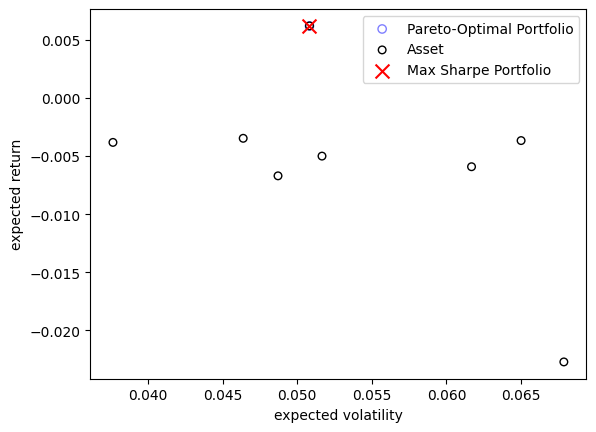 Pareto-Optimal Portfolio
Asset
Max Sharpe Portfolio
0.005
0.000
−0.005
−0.010
−0.015
−0.020
expected return
0.040 0.045 0.050 0.055 0.060 0.065
expected volatility